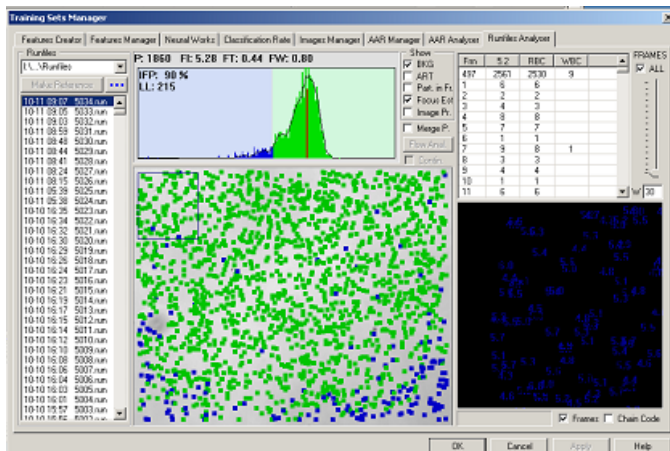 Training Sets Manager
Features Creator | Features Manager | Neural Works | Classification Rate | Images Manager | AAR Manager | AAR Analyser | Runfiles Analyser
Runfiles
I:\...\Runfiles
Make Reference ...
10-11 09:07 5034.run
10-11 09:05 5033.run
10-11 09:03 5032.run
10-11 08:59 5031.run
10-11 08:48 5030.run
10-11 08:44 5029.run
10-11 08:41 5028.run
10-11 08:24 5027.run
10-11 08:15 5026.run
10-11 05:39 5025.run
10-11 05:38 5024.run
10-10 16:35 5023.run
10-10 16:34 5022.run
10-10 16:32 5021.run
10-10 16:30 5020.run
10-10 16:29 5019.run
10-10 16:26 5018.run
10-10 16:24 5017.run
10-10 16:23 5016.run
10-10 16:21 5015.run
10-10 16:19 5014.run
10-10 16:17 5013.run
10-10 16:15 5012.run
10-10 16:14 5011.run
10-10 16:12 5010.run
10-10 16:10 5009.run
10-10 16:08 5008.run
10-10 16:06 5007.run
10-10 16:04 5006.run
10-10 16:03 5005.run
10-10 16:01 5004.run
10-10 15:57 5003.run
P: 1860 FI: 5.28 FT: 0.44 FW: 0.80
IFP: 90 %
LL: 215
Show
BKG
ART
Part. in Fr.
Focus Est
Image Pr.
Merge P.
Flow Anal.
Contin.
Frm 5.2 RBC WBC
497 2561 2530 9
1 6 6
2 2 2
3 4 3
4 8 8
5 7 7
6 1 1
7 9 8 1
8 3 3
9 4 4
10 1 1
11 6 6
FRAMES
ALL
W 30
Frames Chain Code
OK Cancel Apply Help